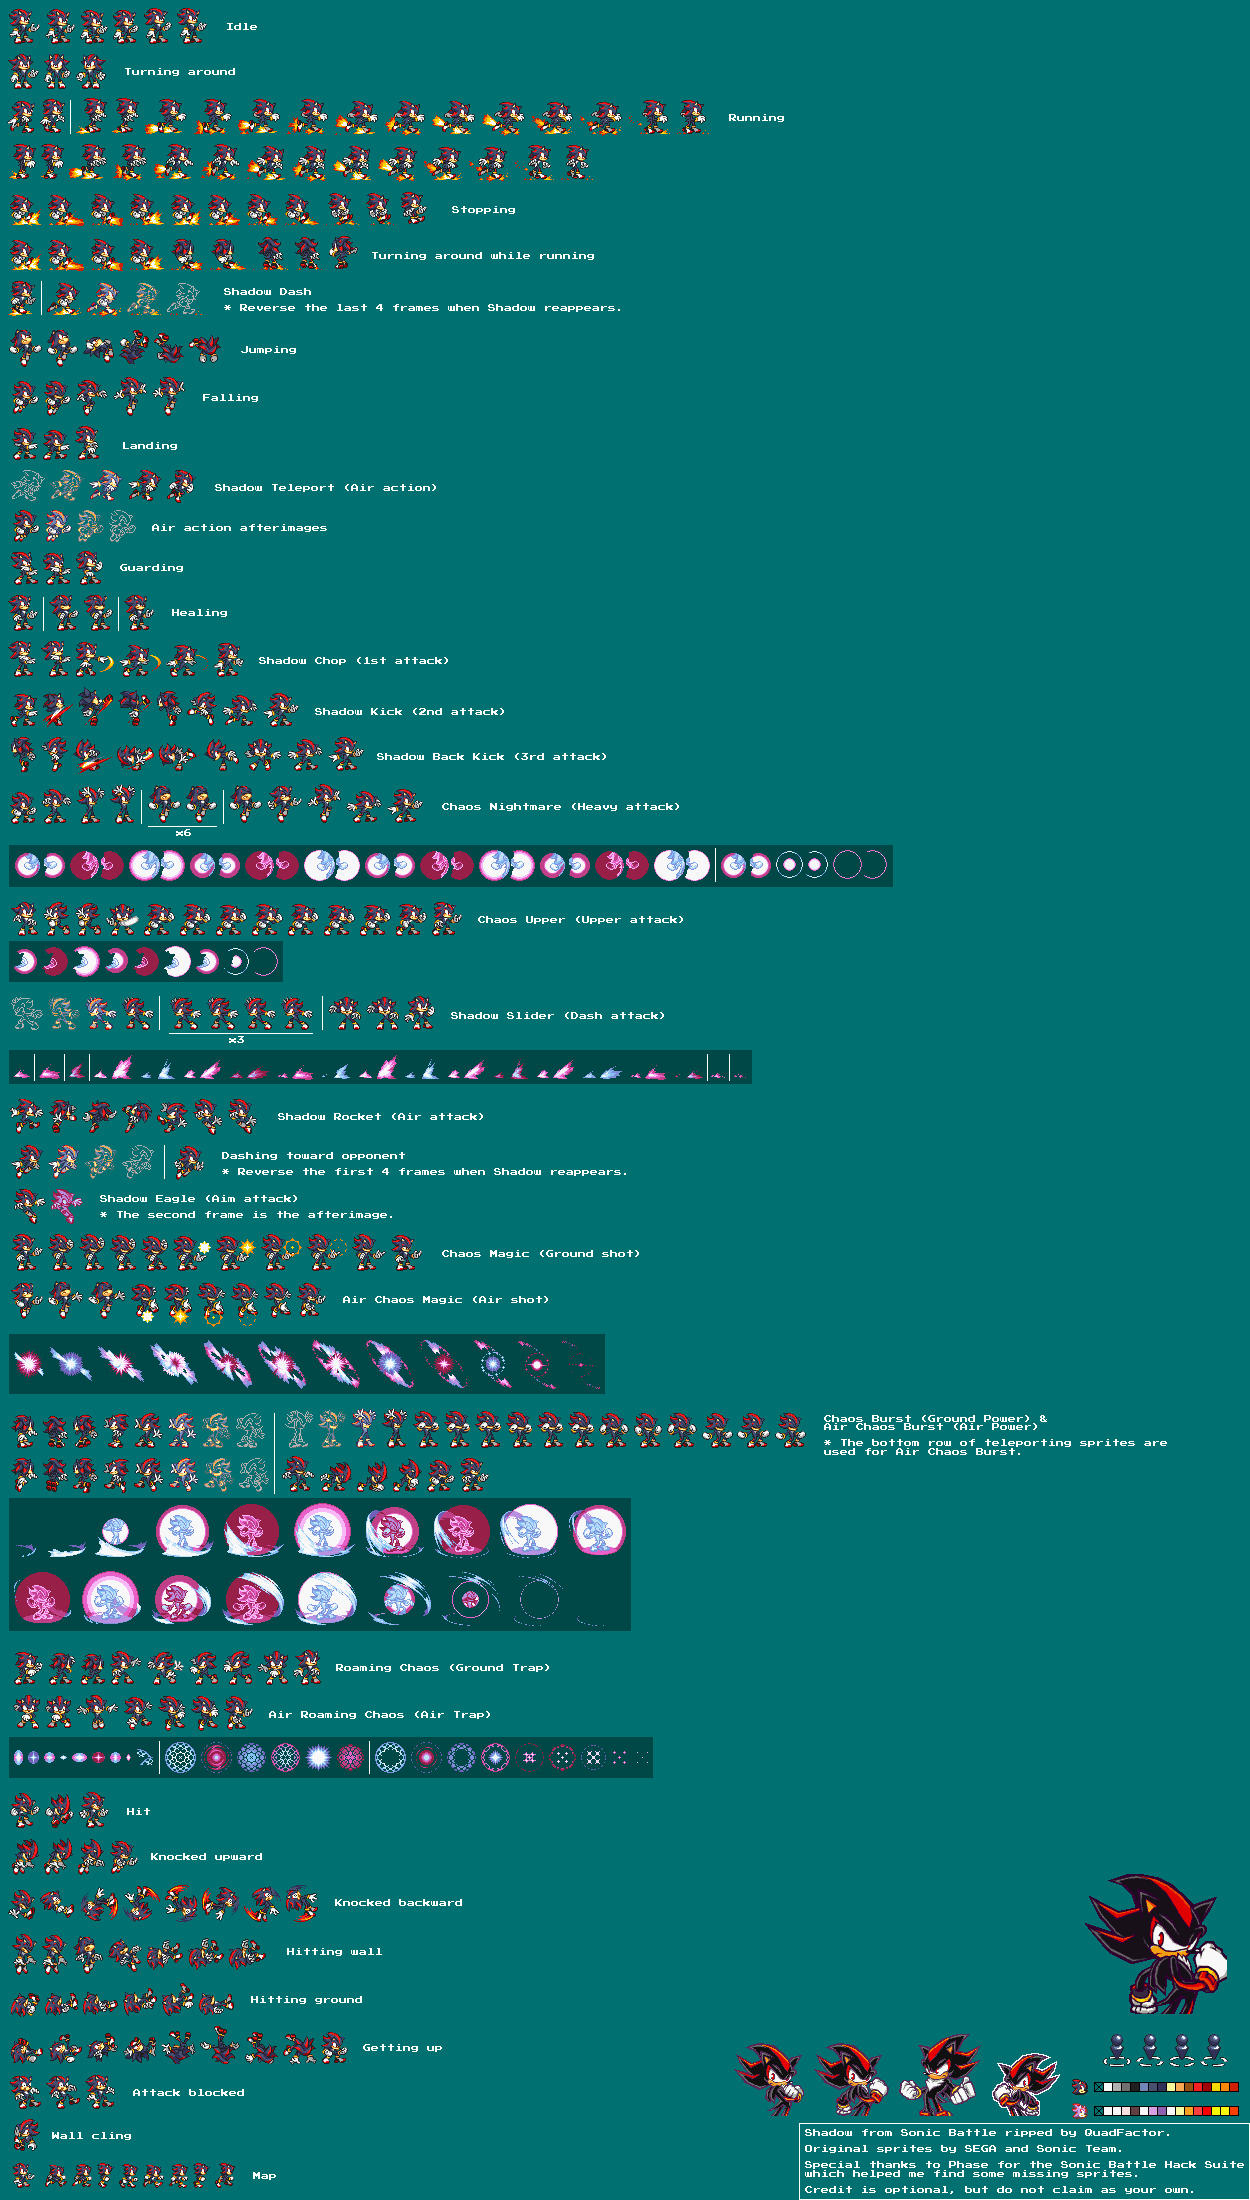 Idle
Turning around
Running
Stopping
Turning around while running
Shadow Dash
* Reverse the last 4 frames when Shadow reappears.
Jumping
Falling
Landing
Shadow Teleport (Air action)
Air action afterimages
Guarding
Healing
Shadow Chop (1st attack)
Shadow Kick (2nd attack)
Shadow Back Kick (3rd attack)
Chaos Nightmare (Heavy attack)
×6
Chaos Upper (Upper attack)
Shadow Slider (Dash attack)
×3
Shadow Rocket (Air attack)
Dashing toward opponent
* Reverse the first 4 frames when Shadow reappears.
Shadow Eagle (Aim attack)
* The second frame is the afterimage.
Chaos Magic (Ground shot)
Air Chaos Magic (Air shot)
Chaos Burst (Ground Power) &
Air Chaos Burst (Air Power)
* The bottom row of teleporting sprites are
used for Air Chaos Burst.
Roaming Chaos (Ground Trap)
Air Roaming Chaos (Air Trap)
Hit
Knocked upward
Knocked backward
Hitting wall
Hitting ground
Getting up
Attack blocked
Wall cling
Map
Shadow from Sonic Battle ripped by QuadFactor.
Original sprites by SEGA and Sonic Team.
Special thanks to Phase for the Sonic Battle Hack Suite
which helped me find some missing sprites.
Credit is optional, but do not claim as your own.